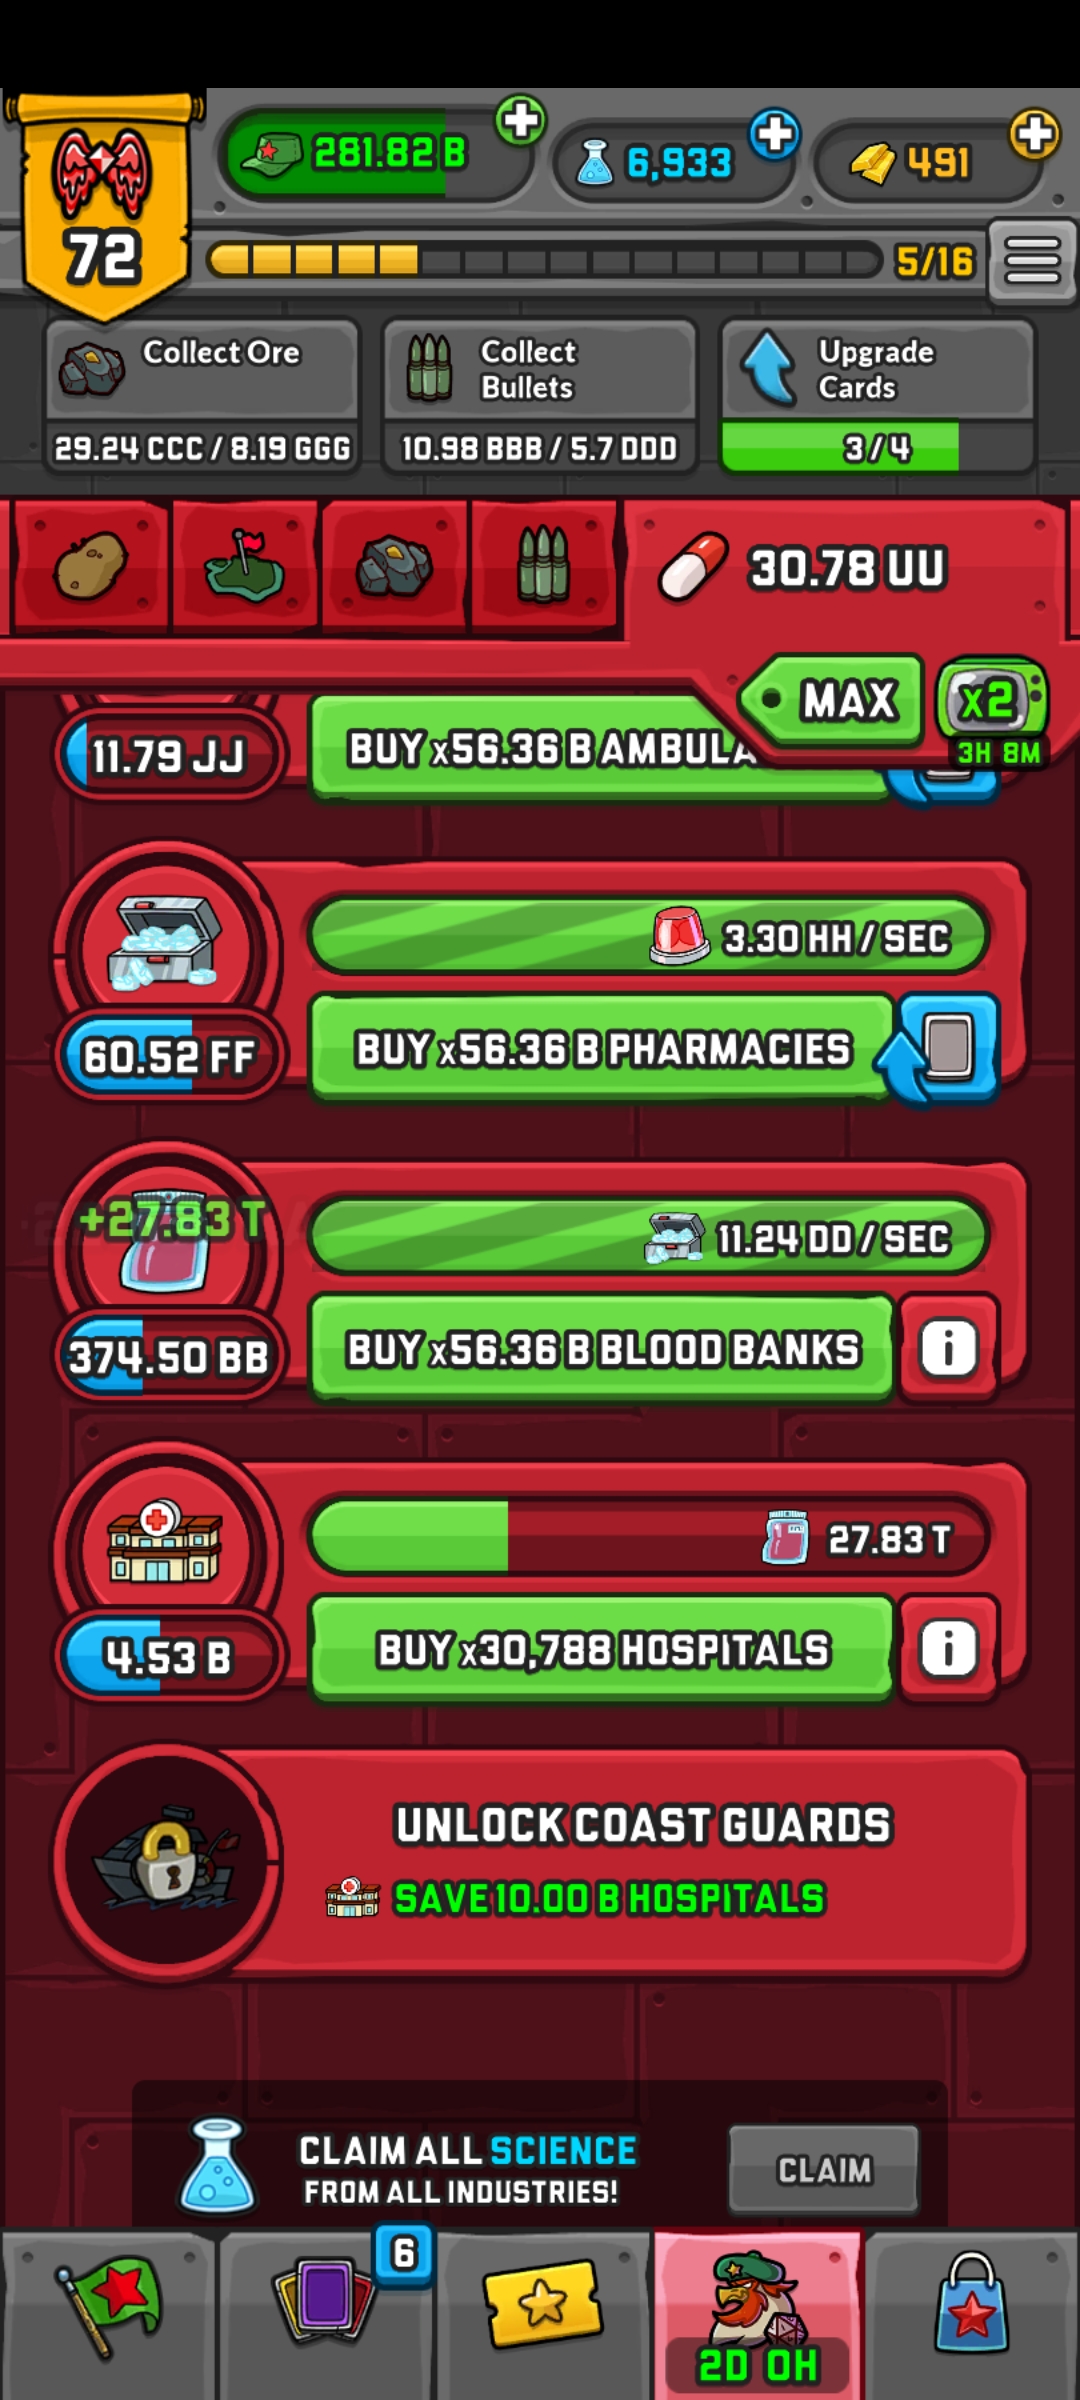 281.82 B
6,933
491
72
5/16
Collect Ore
29.24 CCC / 8.19 GGG
Collect
Bullets
10.98 BBB / 5.7 DDD
Upgrade
Cards
3/4
30.78 UU
MAX
x2
3H 8M
11.79 JJ
BUY x56.36 B AMBULA
3.30 HH / SEC
60.52 FF
BUY x56.36 B PHARMACIES
+27.83 T
11.24 DD / SEC
374.50 BB
BUY x56.36 B BLOOD BANKS
i
27.83 T
4.53 B
BUY x30,788 HOSPITALS
i
UNLOCK COAST GUARDS
SAVE 10.00 B HOSPITALS
CLAIM ALL SCIENCE
FROM ALL INDUSTRIES!
CLAIM
6
2D 0H